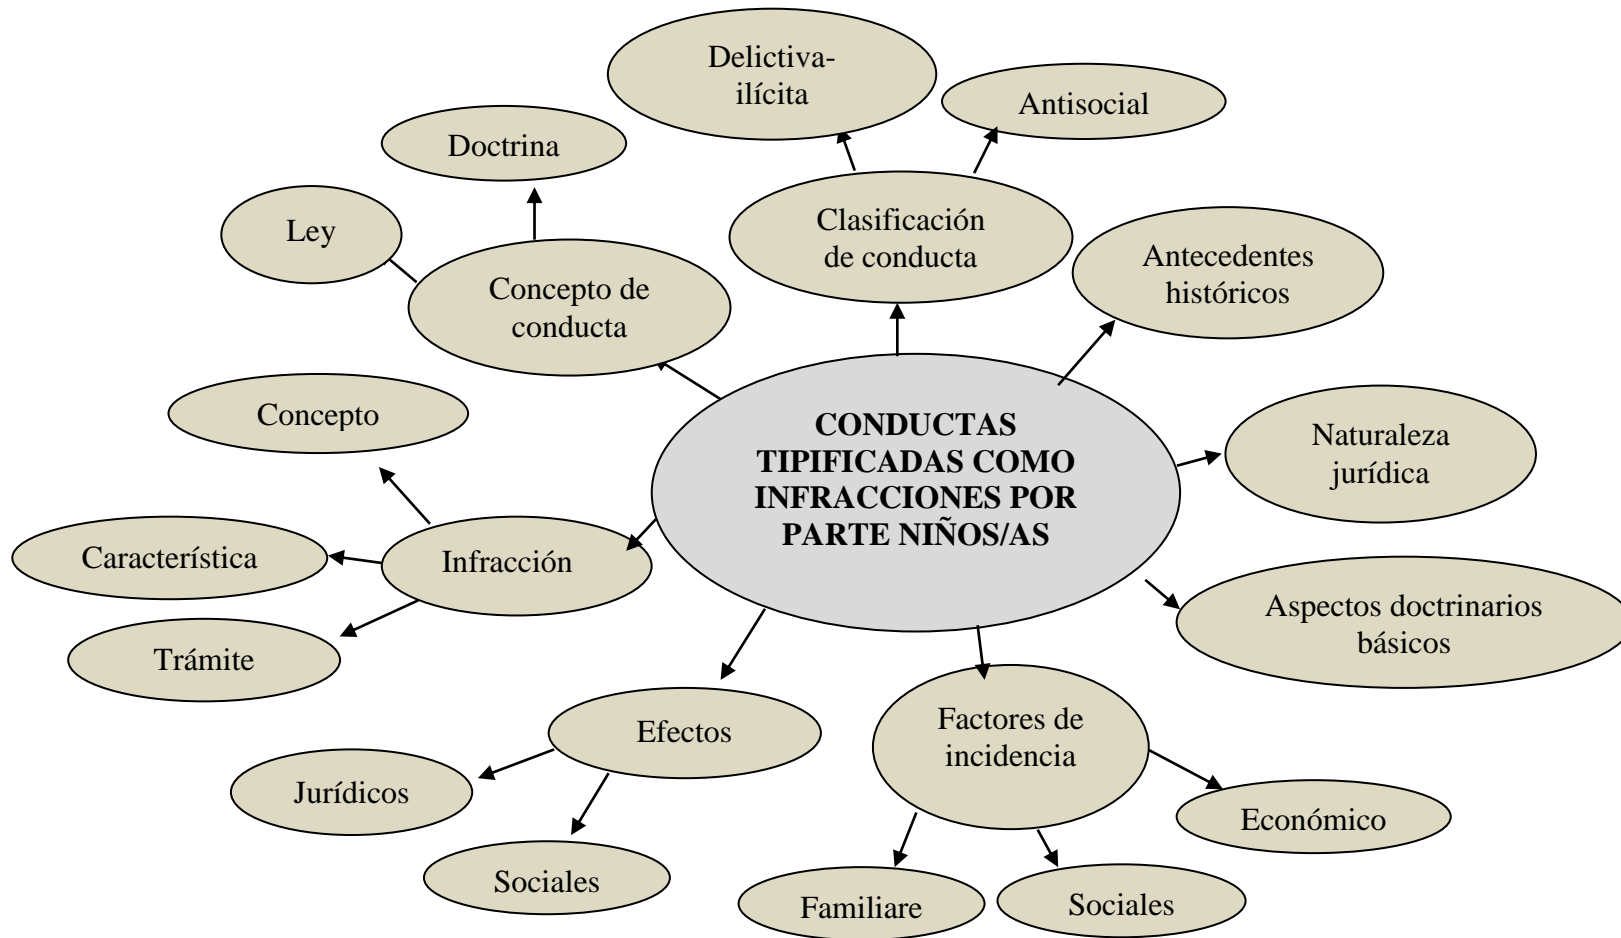 Delictiva-
ilícita
Antisocial
Doctrina
Ley
Clasificación
de conducta
Antecedentes
históricos
Concepto de
conducta
Concepto
CONDUCTAS
TIPIFICADAS COMO
INFRACCIONES POR
PARTE NIÑOS/AS
Naturaleza
jurídica
Característica
Infracción
Trámite
Aspectos doctrinarios
básicos
Efectos
Factores de
incidencia
Jurídicos
Económico
Sociales
Familiare
Sociales